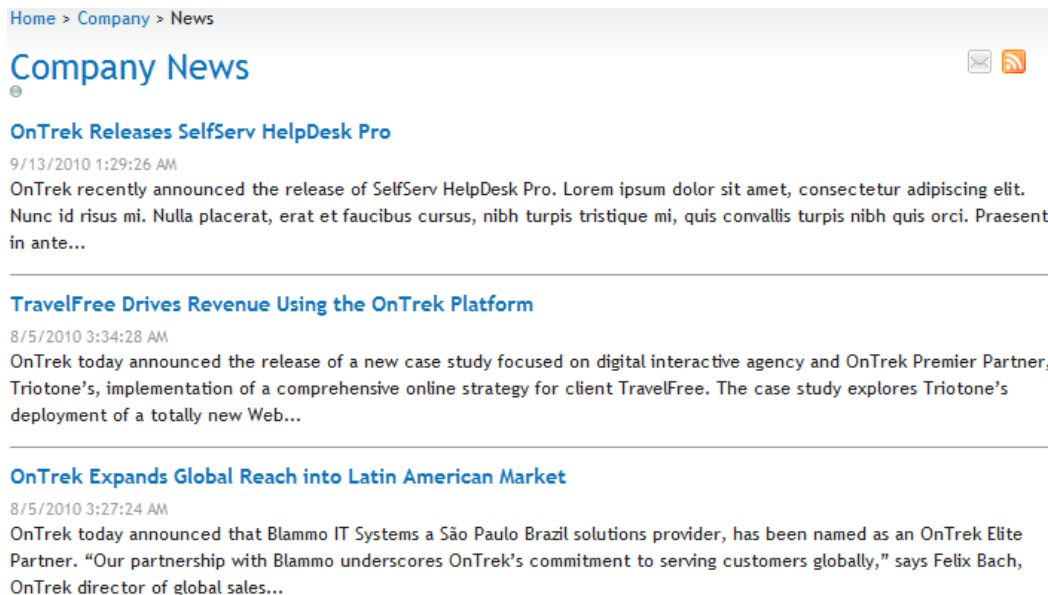 Home > Company > News
Company News
OnTrek Releases SelfServ HelpDesk Pro
9/13/2010 1:29:26 AM
OnTrek recently announced the release of SelfServ HelpDesk Pro. Lorem ipsum dolor sit amet, consectetur adipiscing elit.
Nunc id risus mi. Nulla placerat, erat et faucibus cursus, nibh turpis tristique mi, quis convallis turpis nibh quis orci. Praesent
in ante...
TravelFree Drives Revenue Using the OnTrek Platform
8/5/2010 3:34:28 AM
OnTrek today announced the release of a new case study focused on digital interactive agency and OnTrek Premier Partner,
Triotone’s, implementation of a comprehensive online strategy for client TravelFree. The case study explores Triotone’s
deployment of a totally new Web...
OnTrek Expands Global Reach into Latin American Market
8/5/2010 3:27:24 AM
OnTrek today announced that Blammo IT Systems a São Paulo Brazil solutions provider, has been named as an OnTrek Elite
Partner. “Our partnership with Blammo underscores OnTrek’s commitment to serving customers globally,” says Felix Bach,
OnTrek director of global sales...